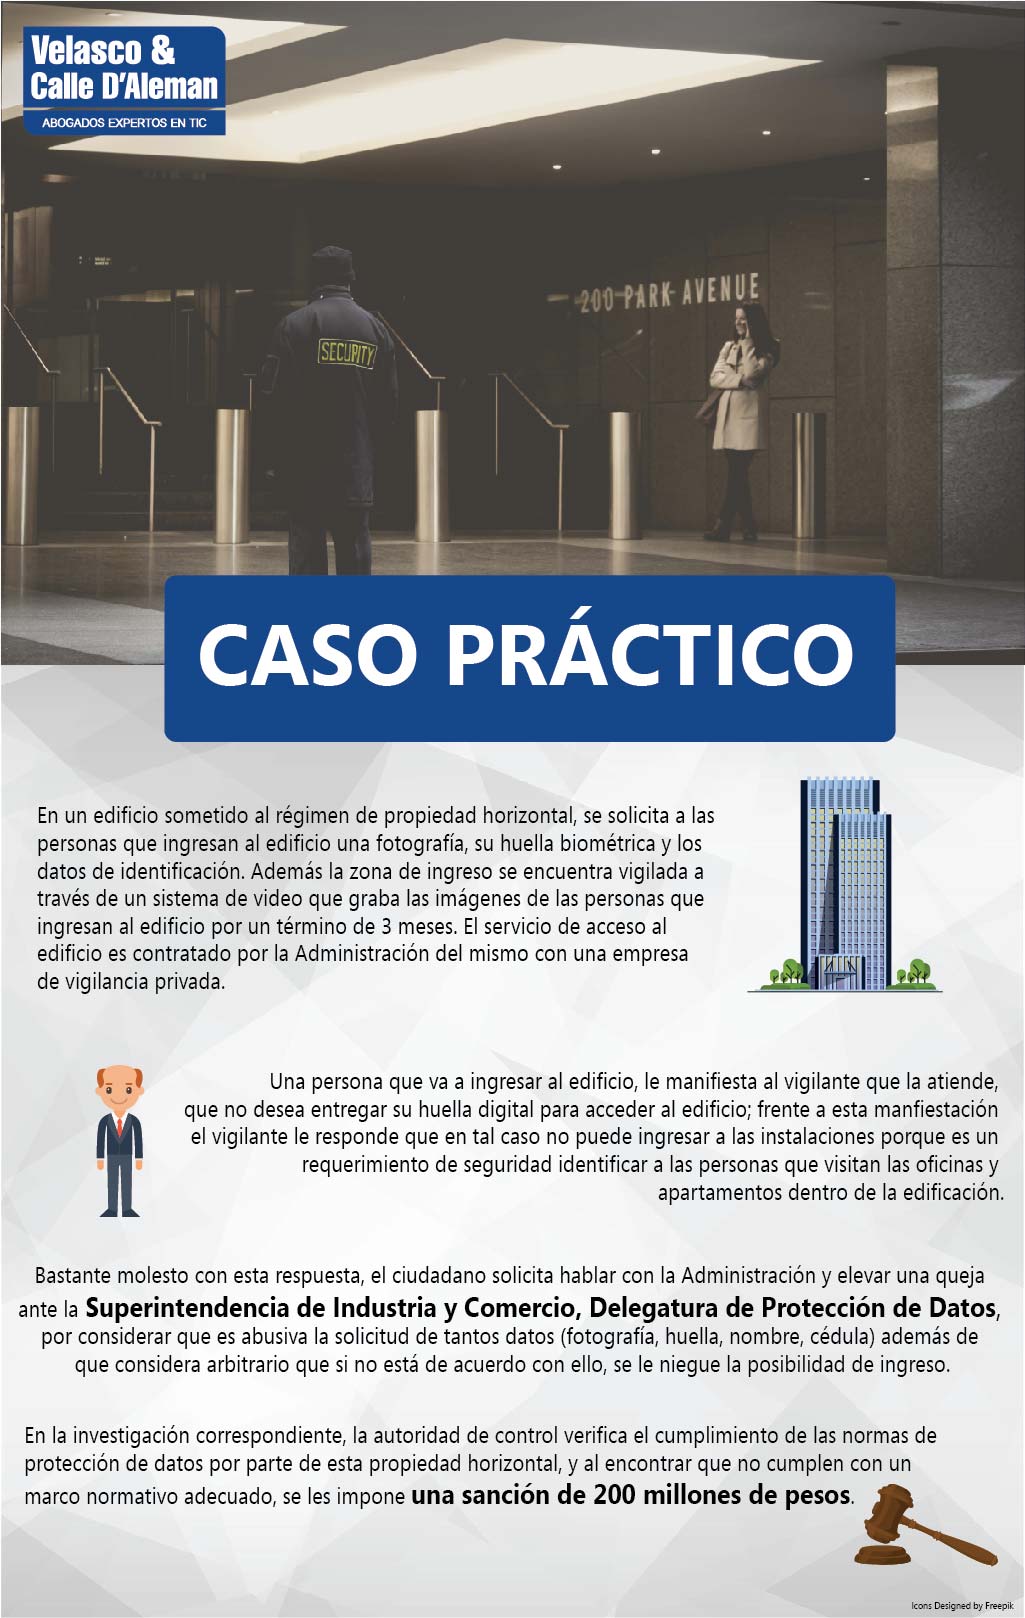 Velasco &
Calle D'Aleman
ABOGADOS EXPERTOS EN TIC
200 PARK AVENUE
SECURITY
CASO PRÁCTICO
En un edificio sometido al régimen de propiedad horizontal, se solicita a las
personas que ingresan al edificio una fotografía, su huella biométrica y los
datos de identificación. Además la zona de ingreso se encuentra vigilada a
través de un sistema de video que graba las imágenes de las personas que
ingresan al edificio por un término de 3 meses. El servicio de acceso al
edificio es contratado por la Administración del mismo con una empresa
de vigilancia privada.
Una persona que va a ingresar al edificio, le manifiesta al vigilante que la atiende,
que no desea entregar su huella digital para acceder al edificio; frente a esta manfiestación
el vigilante le responde que en tal caso no puede ingresar a las instalaciones porque es un
requerimiento de seguridad identificar a las personas que visitan las oficinas y
apartamentos dentro de la edificación.
Bastante molesto con esta respuesta, el ciudadano solicita hablar con la Administración y elevar una queja
ante la Superintendencia de Industria y Comercio, Delegatura de Protección de Datos,
por considerar que es abusiva la solicitud de tantos datos (fotografía, huella, nombre, cédula) además de
que considera arbitrario que si no está de acuerdo con ello, se le niegue la posibilidad de ingreso.
En la investigación correspondiente, la autoridad de control verifica el cumplimiento de las normas de
protección de datos por parte de esta propiedad horizontal, y al encontrar que no cumplen con un
marco normativo adecuado, se les impone una sanción de 200 millones de pesos.
Icons Designed by Freepik